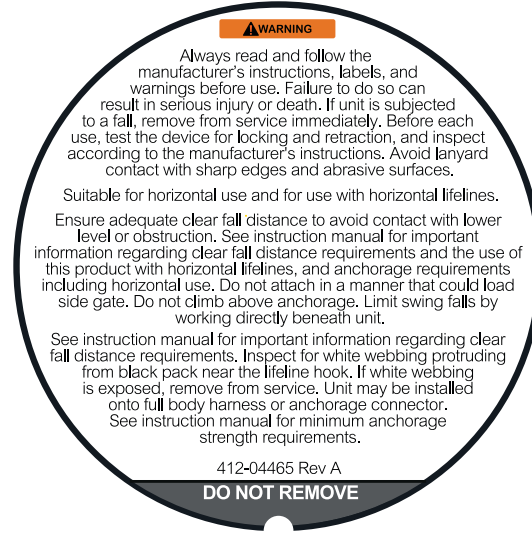 WARNING
Always read and follow the
manufacturer's instructions, labels, and
warnings before use. Failure to do so can
result in serious injury or death. If unit is subjected
to a fall, remove from service immediately. Before each
use, test the device for locking and retraction, and inspect
according to the manufacturer's instructions. Avoid lanyard
contact with sharp edges and abrasive surfaces.
Suitable for horizontal use and for use with horizontal lifelines.
Ensure adequate clear fall distance to avoid contact with lower
level or obstruction. See instruction manual for important
information regarding clear fall distance requirements and the use of
this product with horizontal lifelines, and anchorage requirements
including horizontal use. Do not attach in a manner that could load
side gate. Do not climb above anchorage. Limit swing falls by
working directly beneath unit.
See instruction manual for important information regarding clear
fall distance requirements. Inspect for white webbing protruding
from black pack near the lifeline hook. If white webbing
is exposed, remove from service. Unit may be installed
onto full body harness or anchorage connector.
See instruction manual for minimum anchorage
strength requirements.
412-04465 Rev A
DO NOT REMOVE